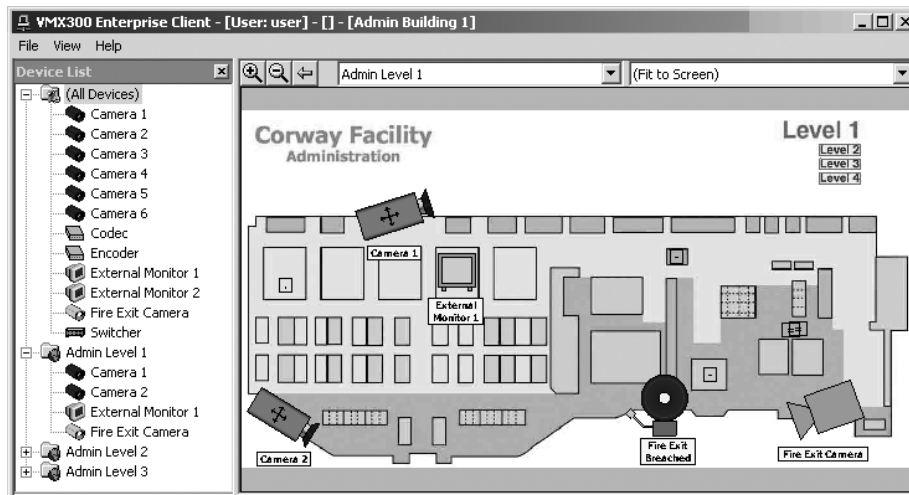 VMX300 Enterprise Client - [User: user] - [] - [Admin Building 1]
File View Help
Device List
(All Devices)
Camera 1
Camera 2
Camera 3
Camera 4
Camera 5
Camera 6
Codec
Encoder
External Monitor 1
External Monitor 2
Fire Exit Camera
Switcher
Admin Level 1
Camera 1
Camera 2
External Monitor 1
Fire Exit Camera
Admin Level 2
Admin Level 3
Admin Level 1
(Fit to Screen)
Corway Facility
Administration
Level 1
Level 2
Level 3
Level 4
Camera 1
External
Monitor 1
Camera 2
Fire Exit
Breached
Fire Exit Camera